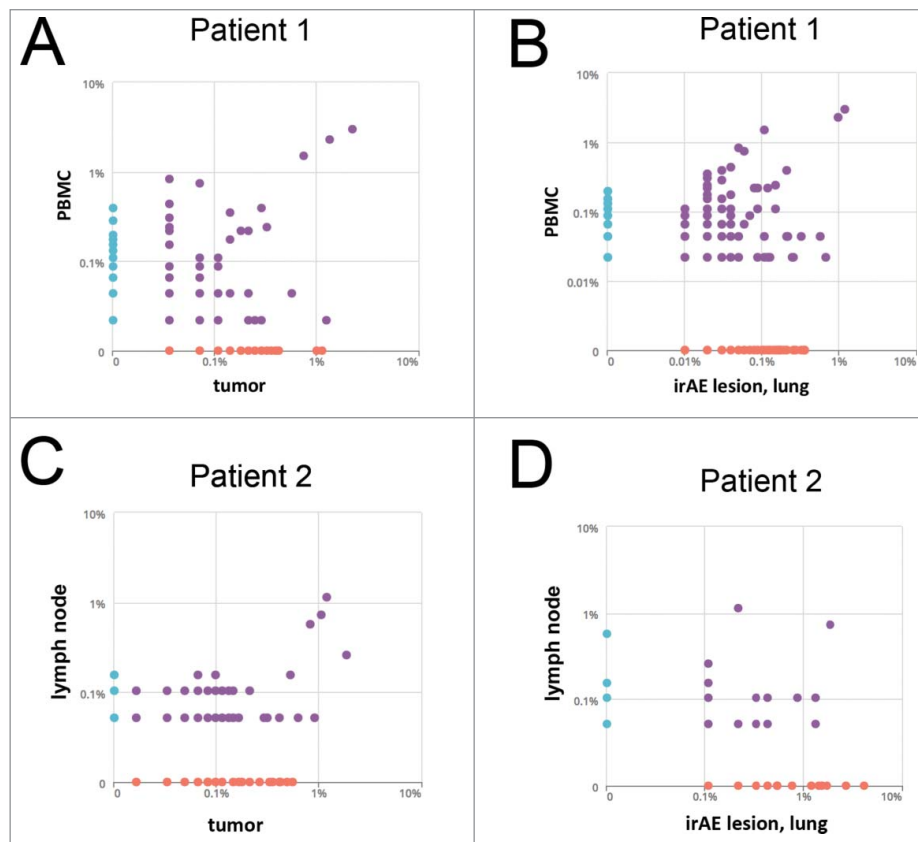 A
Patient 1
10%
1%
0.1%
0
PBMC
0
0.1%
1%
10%
tumor
B
Patient 1
10%
1%
0.1%
0.01%
0
PBMC
0
0.01%
0.1%
1%
10%
irAE lesion, lung
C
Patient 2
10%
1%
0.1%
0
lymph node
0
0.1%
1%
10%
tumor
D
Patient 2
10%
1%
0.1%
0
lymph node
0
0.1%
1%
10%
irAE lesion, lung